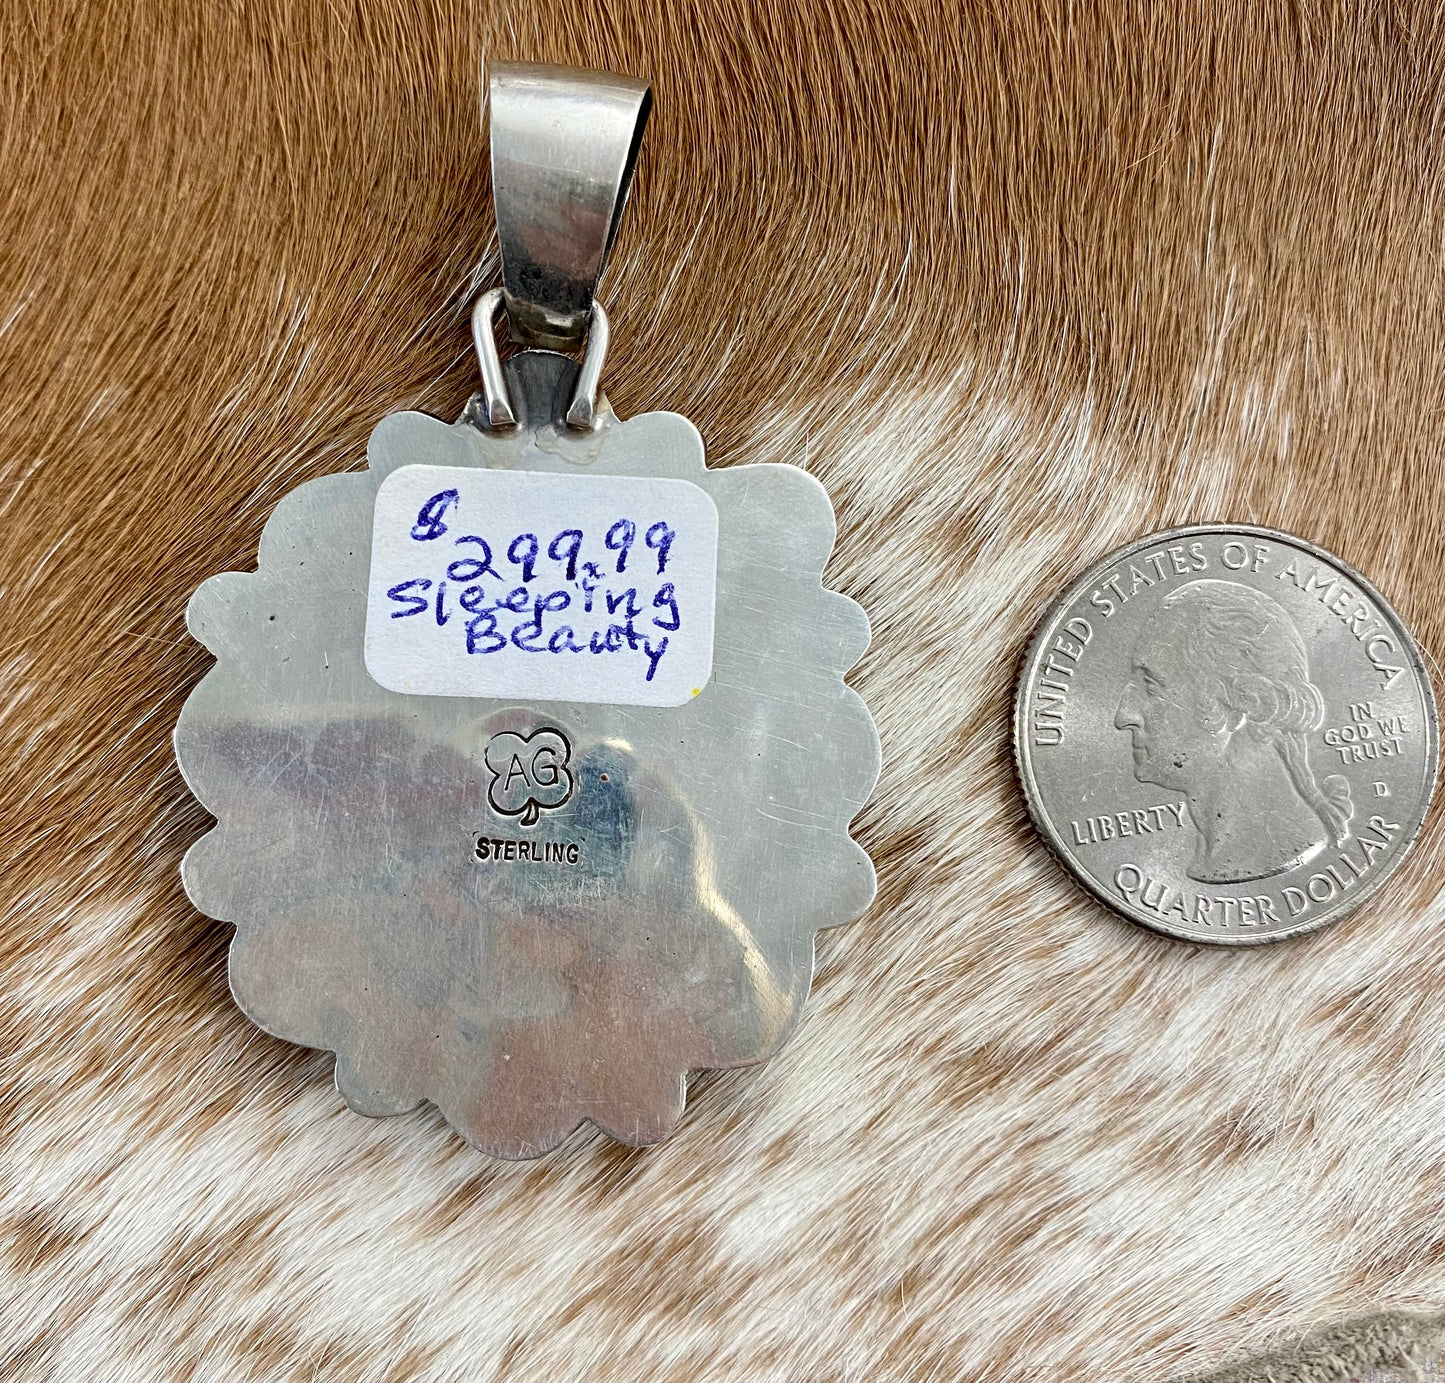 $
299.99
Sleeping
Beauty
AG
STERLING
UNITED STATES OF AMERICA
IN
GOD WE
TRUST
D
LIBERTY
QUARTER DOLLAR